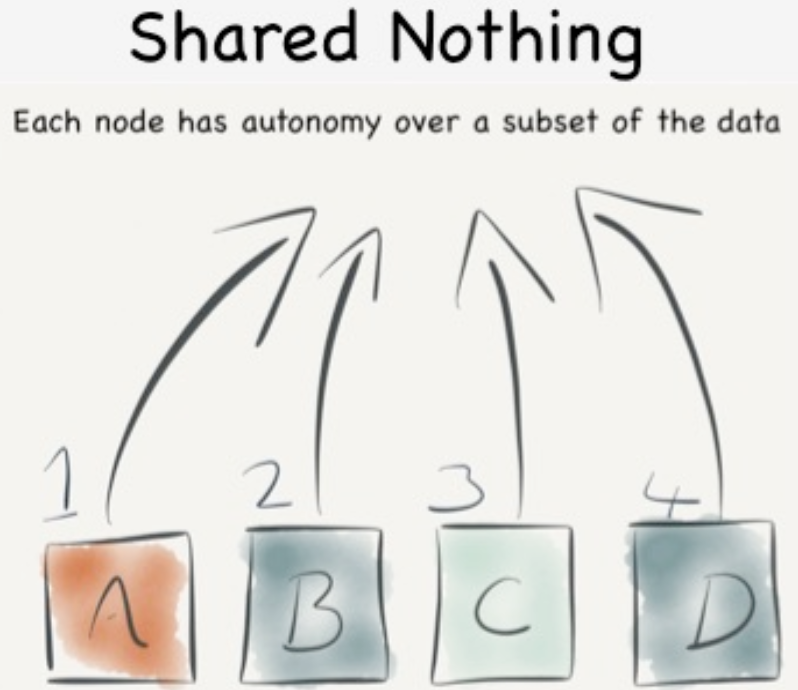 Shared Nothing
Each node has autonomy over a subset of the data
1 2 3 4
A B C D